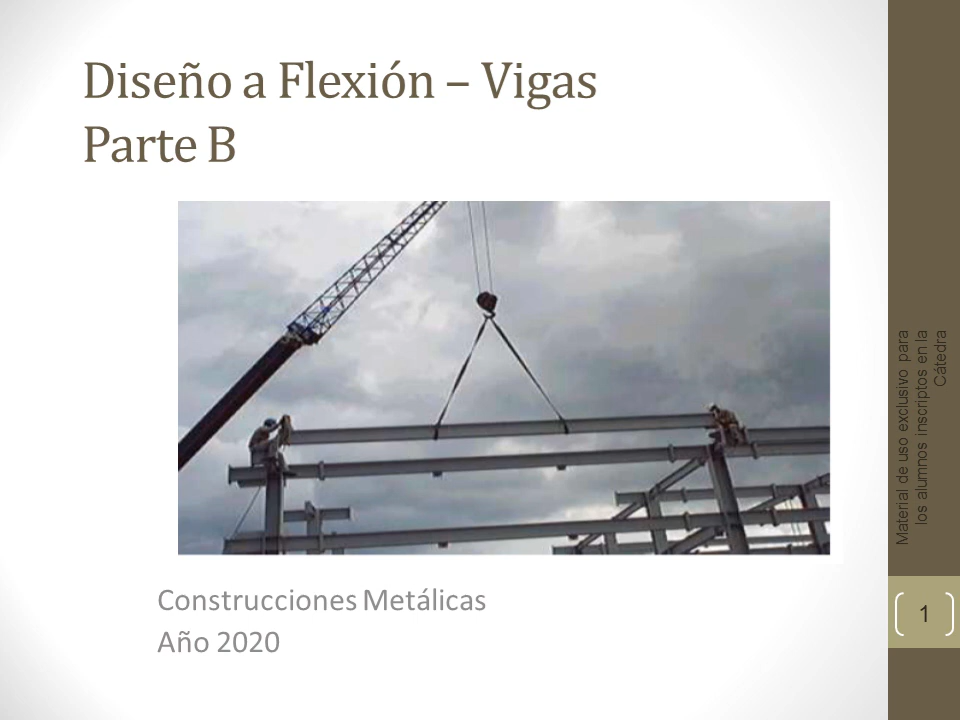 Diseño a Flexión – Vigas
Parte B
Material de uso exclusivo para
los alumnos inscriptos en la
Cátedra
1
Construcciones Metálicas
Año 2020